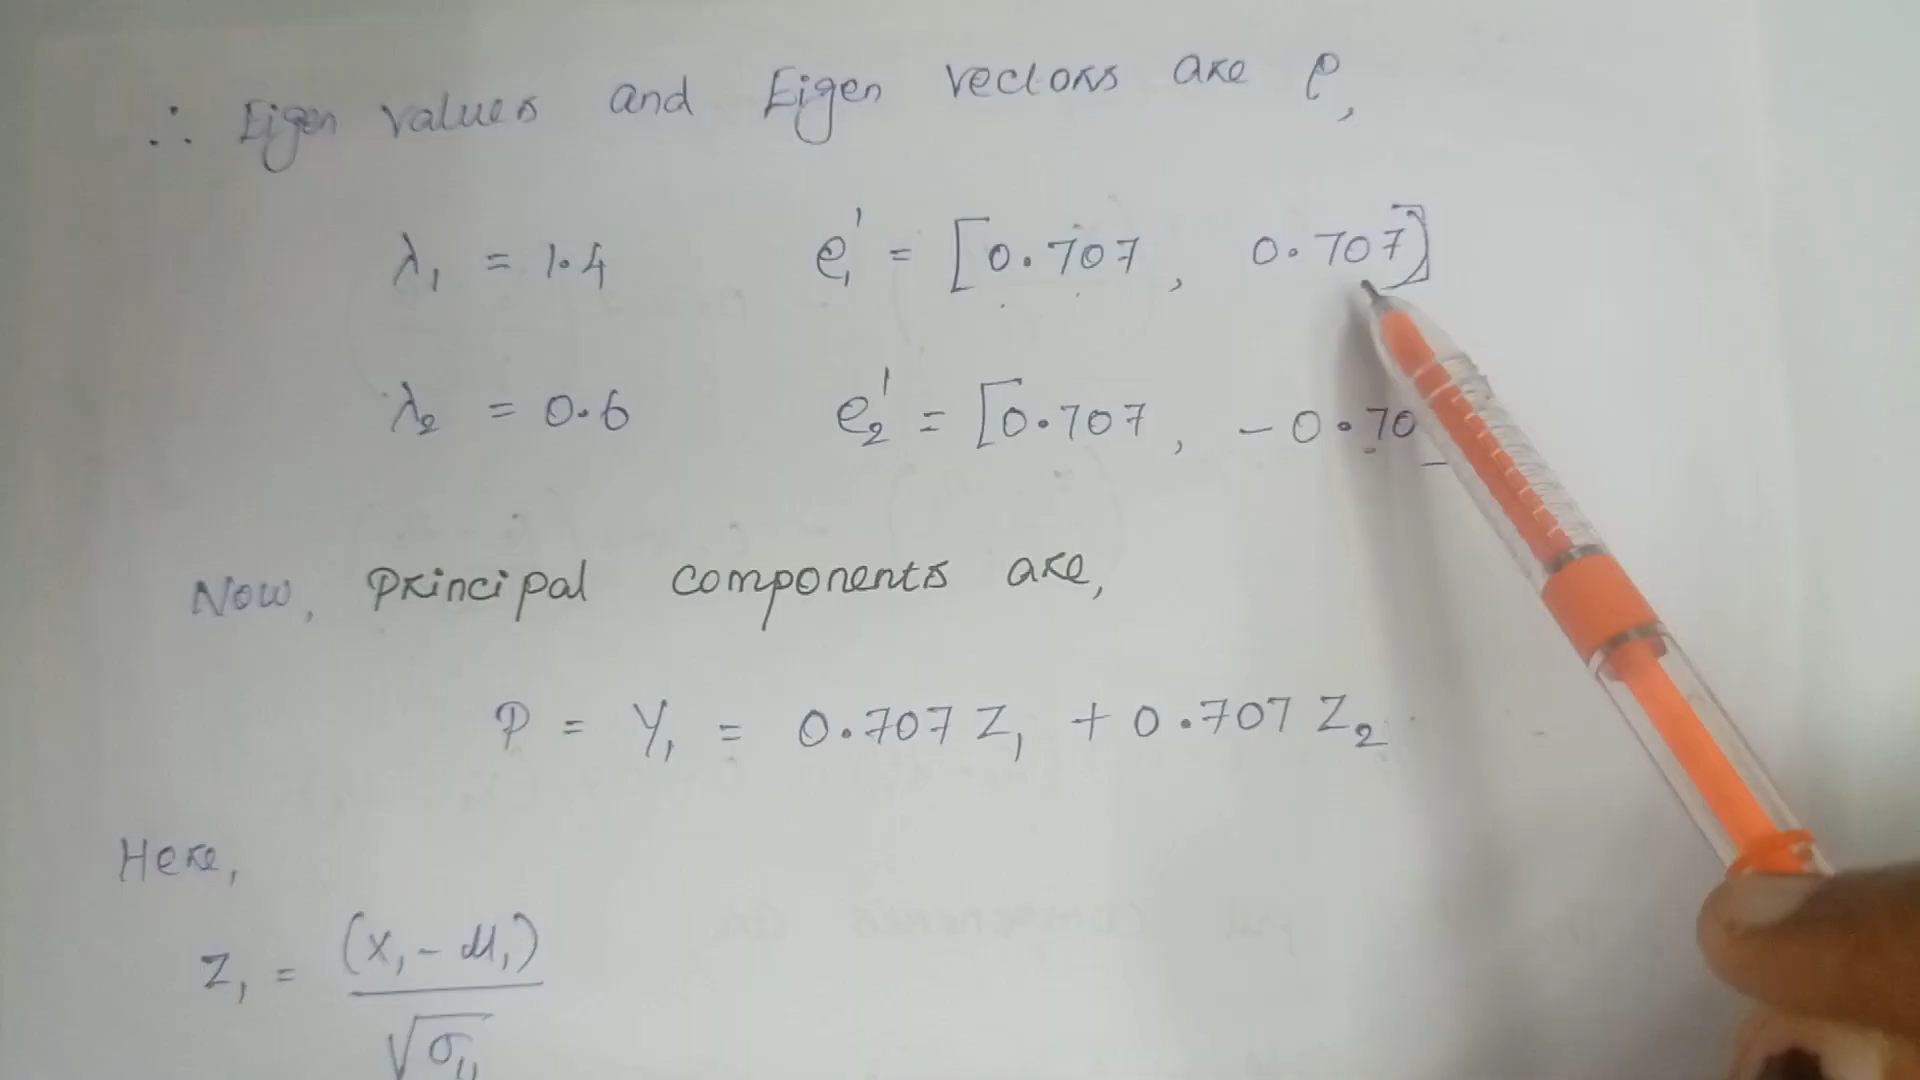 ∴ Eigen values and Eigen vectors are ρ,
λ₁ = 1.4 e₁' = [0.707, 0.707]
λ₂ = 0.6 e₂' = [0.707, -0.70
Now, Principal components are,
P = Y₁ = 0.707 Z₁ + 0.707 Z₂
Here,
Z₁ = (x₁ - μ₁) / √σ₁₁